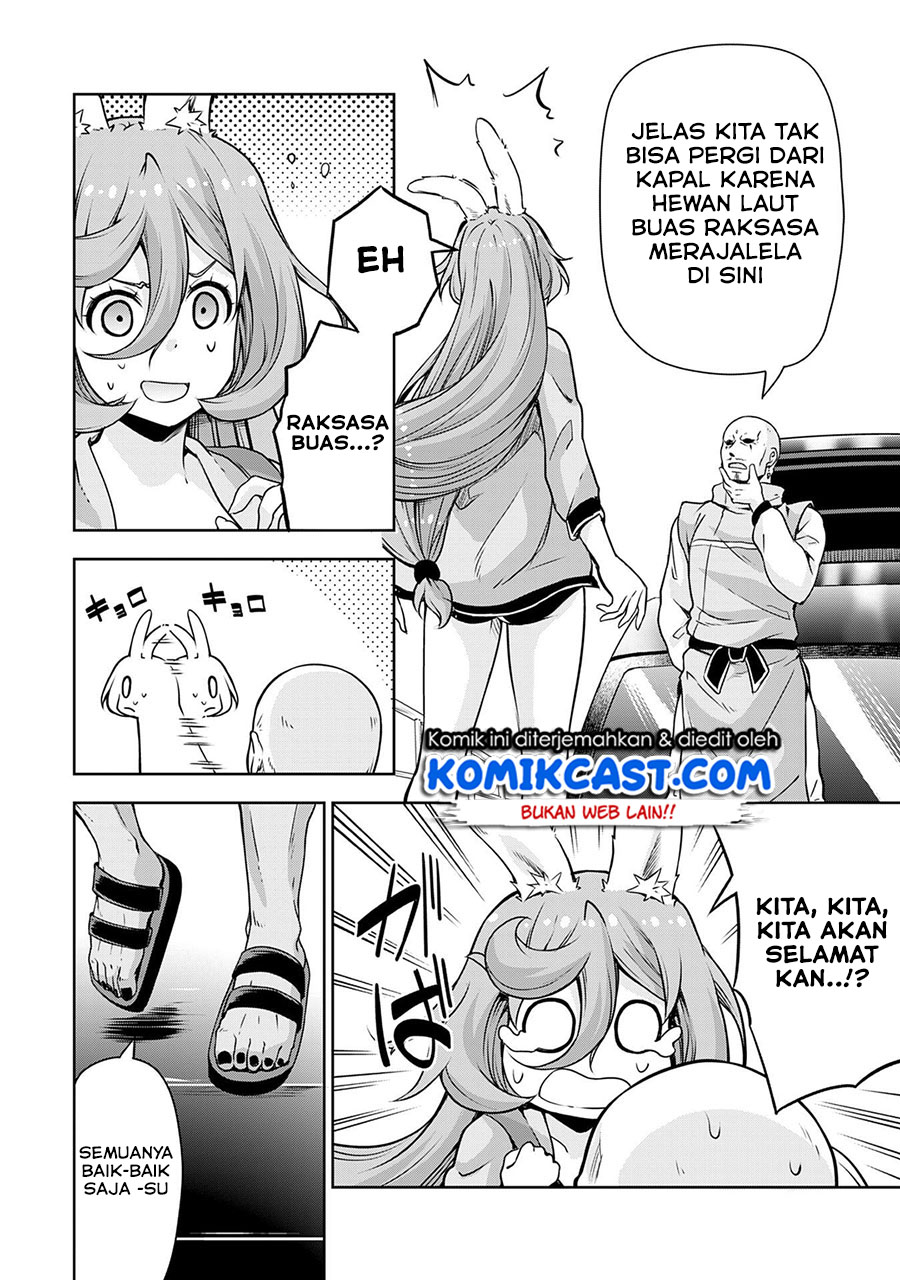 JELAS KITA TAK
BISA PERGI DARI
KAPAL KARENA
HEWAN LAUT
BUAS RAKSASA
MERAJALELA
DI SINI
EH
RAKSASA
BUAS...?
キョロ
キョロ
Komik ini diterjemahkan & diedit oleh
KOMIKCAST.COM
BUKAN WEB LAIN!!
KITA, KITA,
KITA AKAN
SELAMAT
KAN..!?
がば
SEMUANYA
BAIK-BAIK
SAJA -SU